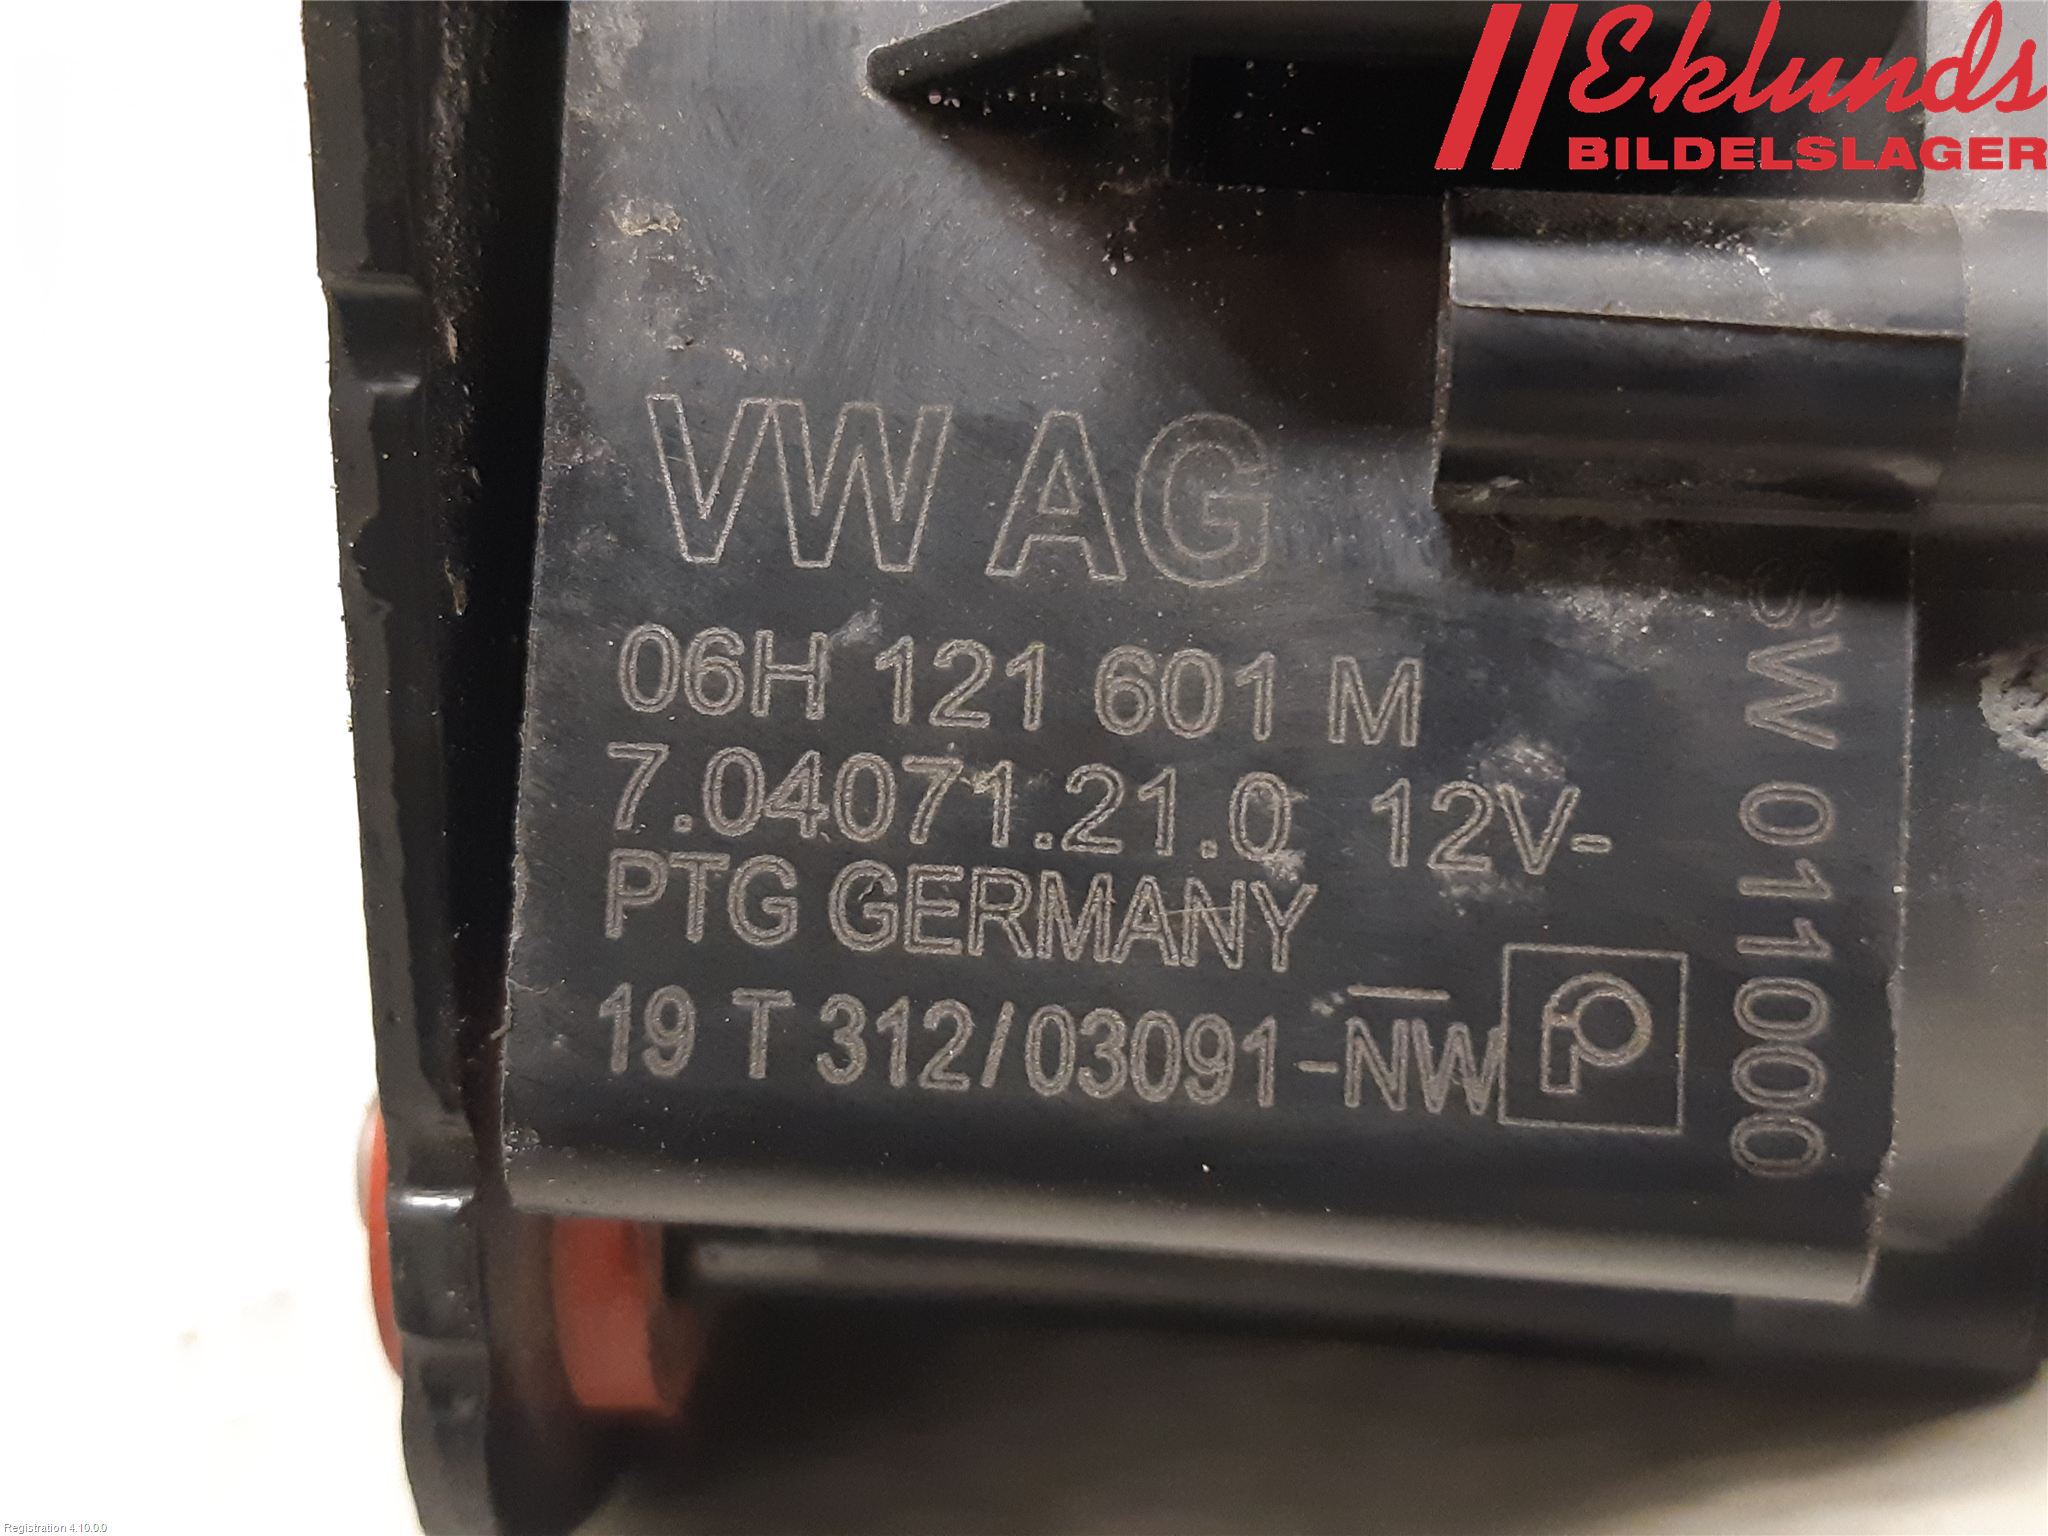 Eklunds
BILDELSLAGER
VW AG
06H 121 601 M
7.04071.21.0 12V-
PTG GERMANY
19 T 312/03091-NW
SW 011000
Registration 4.10.0.0